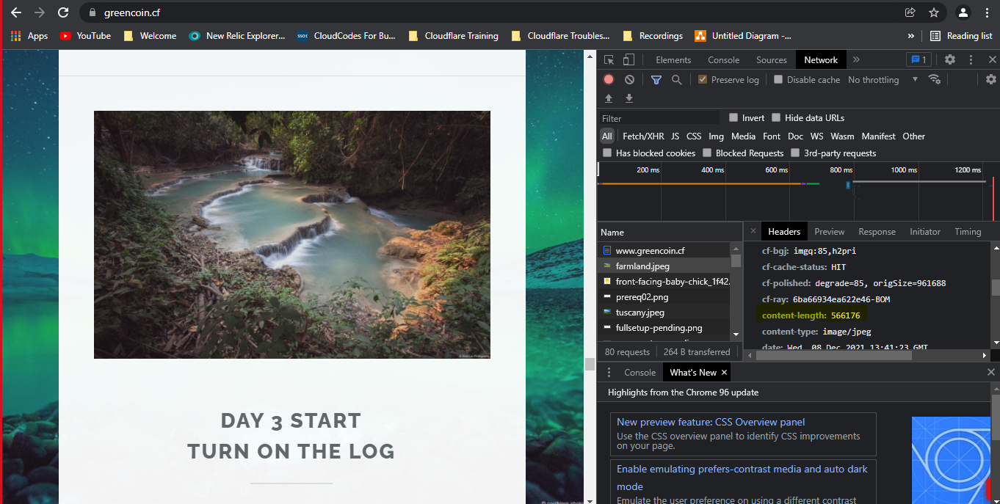 greencoin.cf
Apps YouTube Welcome New Relic Explorer... CloudCodes For Bu... Cloudflare Training Cloudflare Troubles... Recordings Untitled Diagram -... » Reading list
DAY 3 START
TURN ON THE LOG
Elements Console Sources Network » 1
Preserve log Disable cache No throttling
Filter Invert Hide data URLs
All Fetch/XHR JS CSS Img Media Font Doc WS Wasm Manifest Other
Has blocked cookies Blocked Requests 3rd-party requests
200 ms 400 ms 600 ms 800 ms 1000 ms 1200 ms
Name
www.greencoin.cf
farmland.jpeg
front-facing-baby-chick_1f42.
prereq02.png
tuscany.jpeg
fullsetup-pending.png
80 requests 264 B transferred
Headers Preview Response Initiator Timing
cf-bgj: imgq:85,h2pri
cf-cache-status: HIT
cf-polished: degrade=85, origSize=961688
cf-ray: 6ba66934ea622e46-BOM
content-length: 566176
content-type: image/jpeg
date: Wed, 08 Dec 2021 13:41:23 GMT
Console What's New
Highlights from the Chrome 96 update
New preview feature: CSS Overview panel
Use the CSS overview panel to identify CSS improvements
on your page.
Enable emulating prefers-contrast media and auto dark
mode
Emulate the user preference on using a different contrast